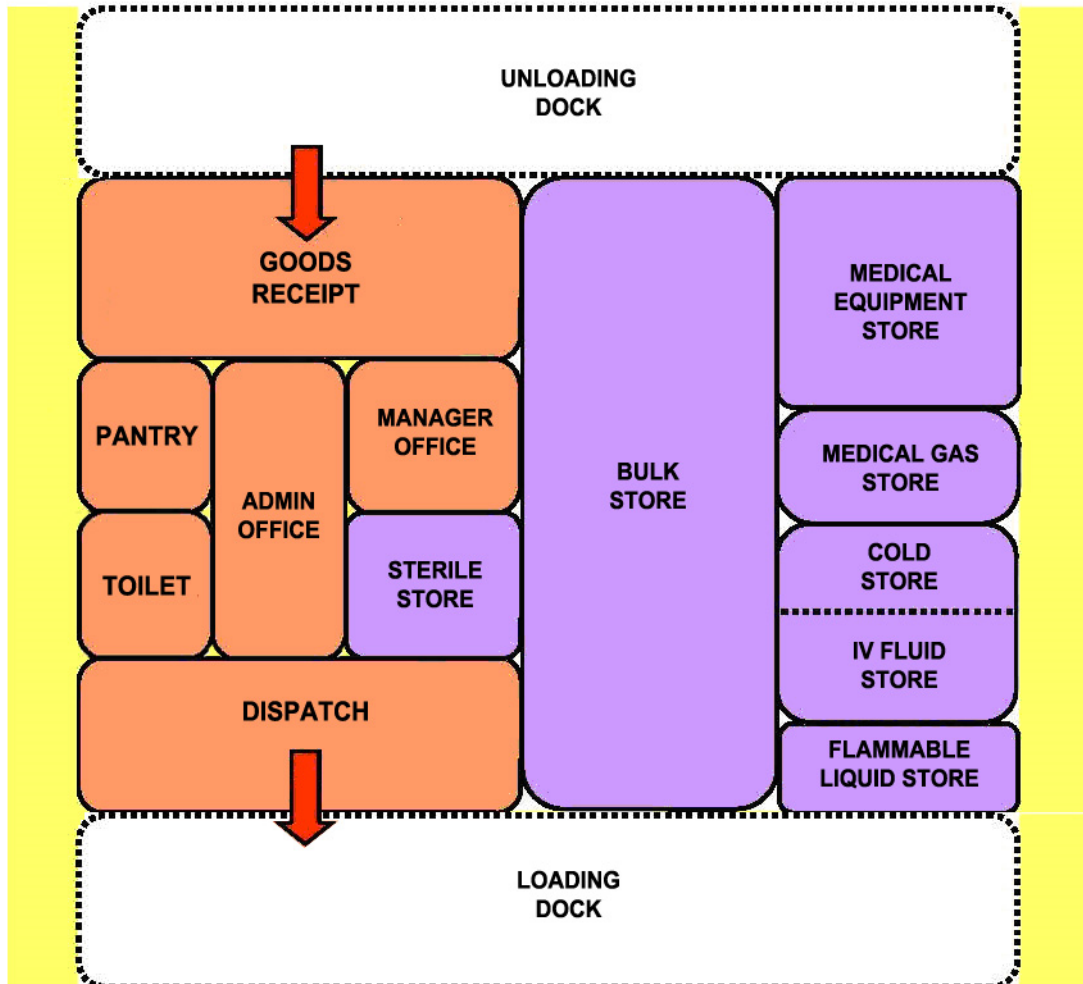 UNLOADING
DOCK
GOODS
RECEIPT
MEDICAL
EQUIPMENT
STORE
PANTRY
MANAGER
OFFICE
ADMIN
OFFICE
BULK
STORE
MEDICAL GAS
STORE
TOILET
STERILE
STORE
COLD
STORE
IV FLUID
STORE
DISPATCH
FLAMMABLE
LIQUID STORE
LOADING
DOCK